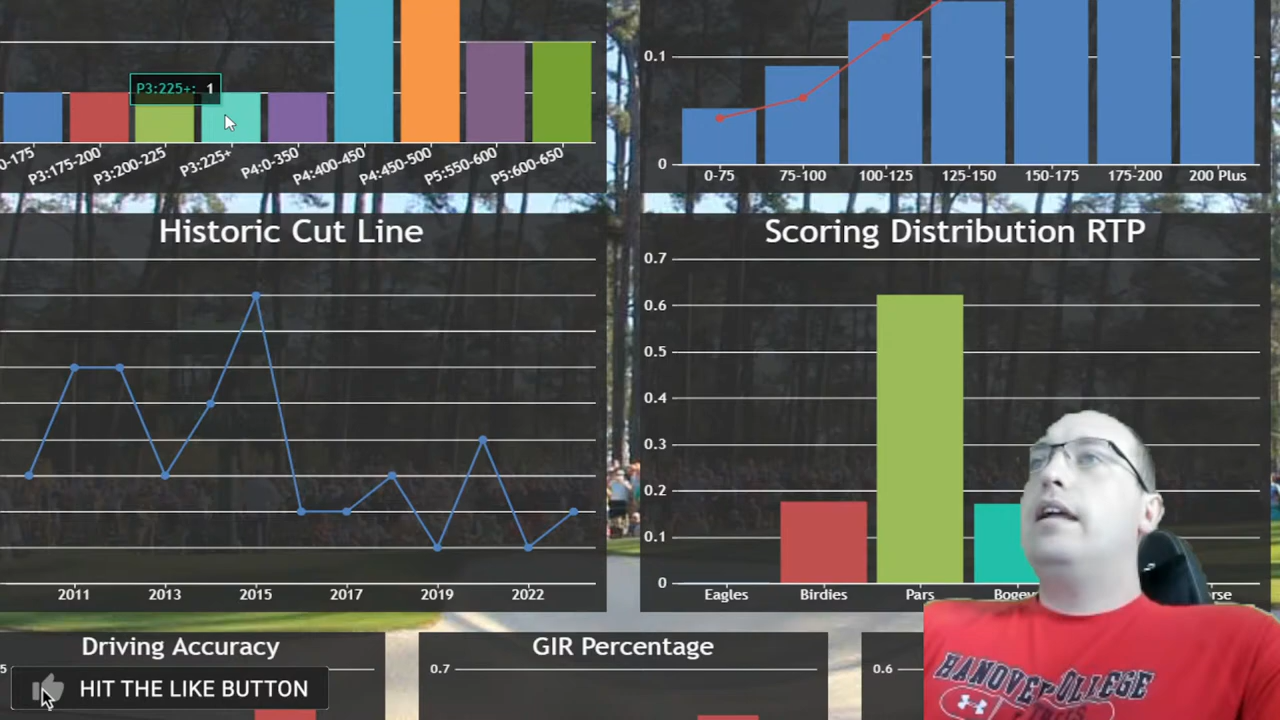 P3:225+: 1
0-175
P3:175-200
P3:200-225
P3:225+
P4:0-350
P4:400-450
P4:450-500
P5:550-600
P5:600-650
0.1
0
0-75
75-100
100-125
125-150
150-175
175-200
200 Plus
Historic Cut Line
2011
2013
2015
2017
2019
2022
Scoring Distribution RTP
0.7
0.6
0.5
0.4
0.3
0.2
0.1
0
Eagles
Birdies
Pars
Bogey
rse
Driving Accuracy
5
GIR Percentage
0.7
0.6
HIT THE LIKE BUTTON
HANOVER COLLEGE